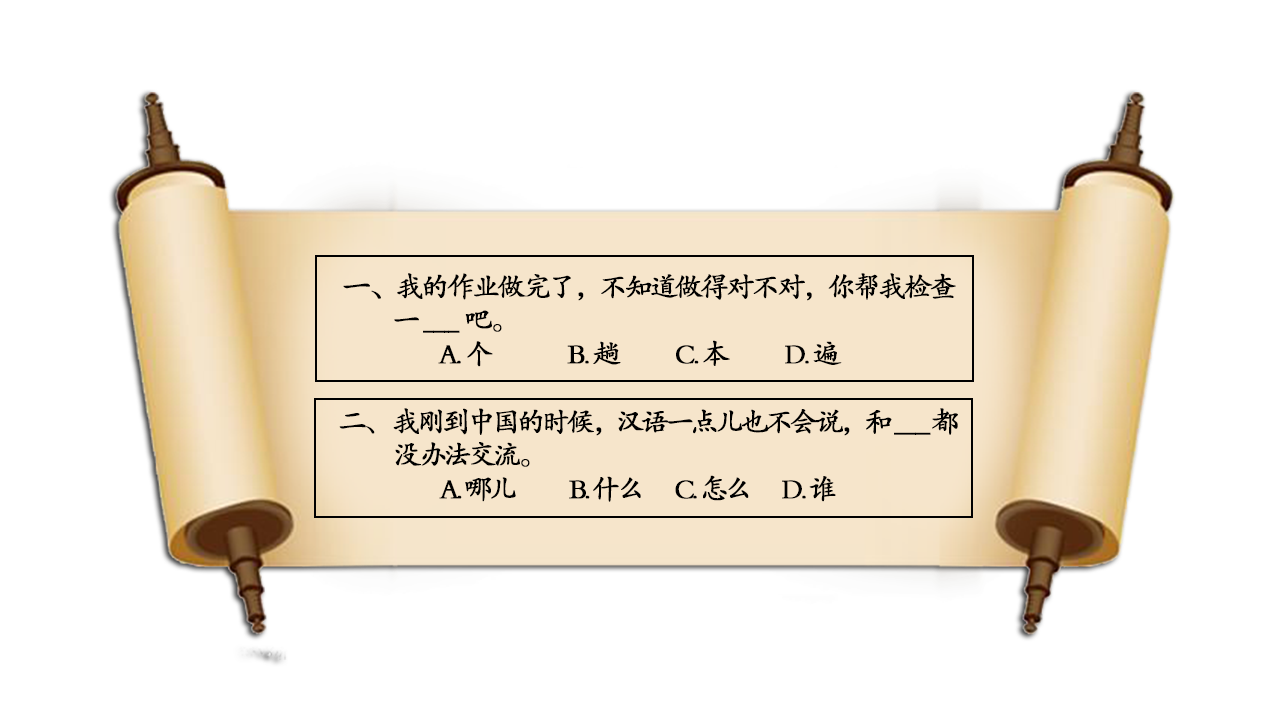 一、我的作业做完了，不知道做得对不对，你帮我检查
一___吧。
A.个 B.趟 C.本 D.遍
二、我刚到中国的时候，汉语一点儿也不会说，和___都
没办法交流。
A.哪儿 B.什么 C.怎么 D.谁